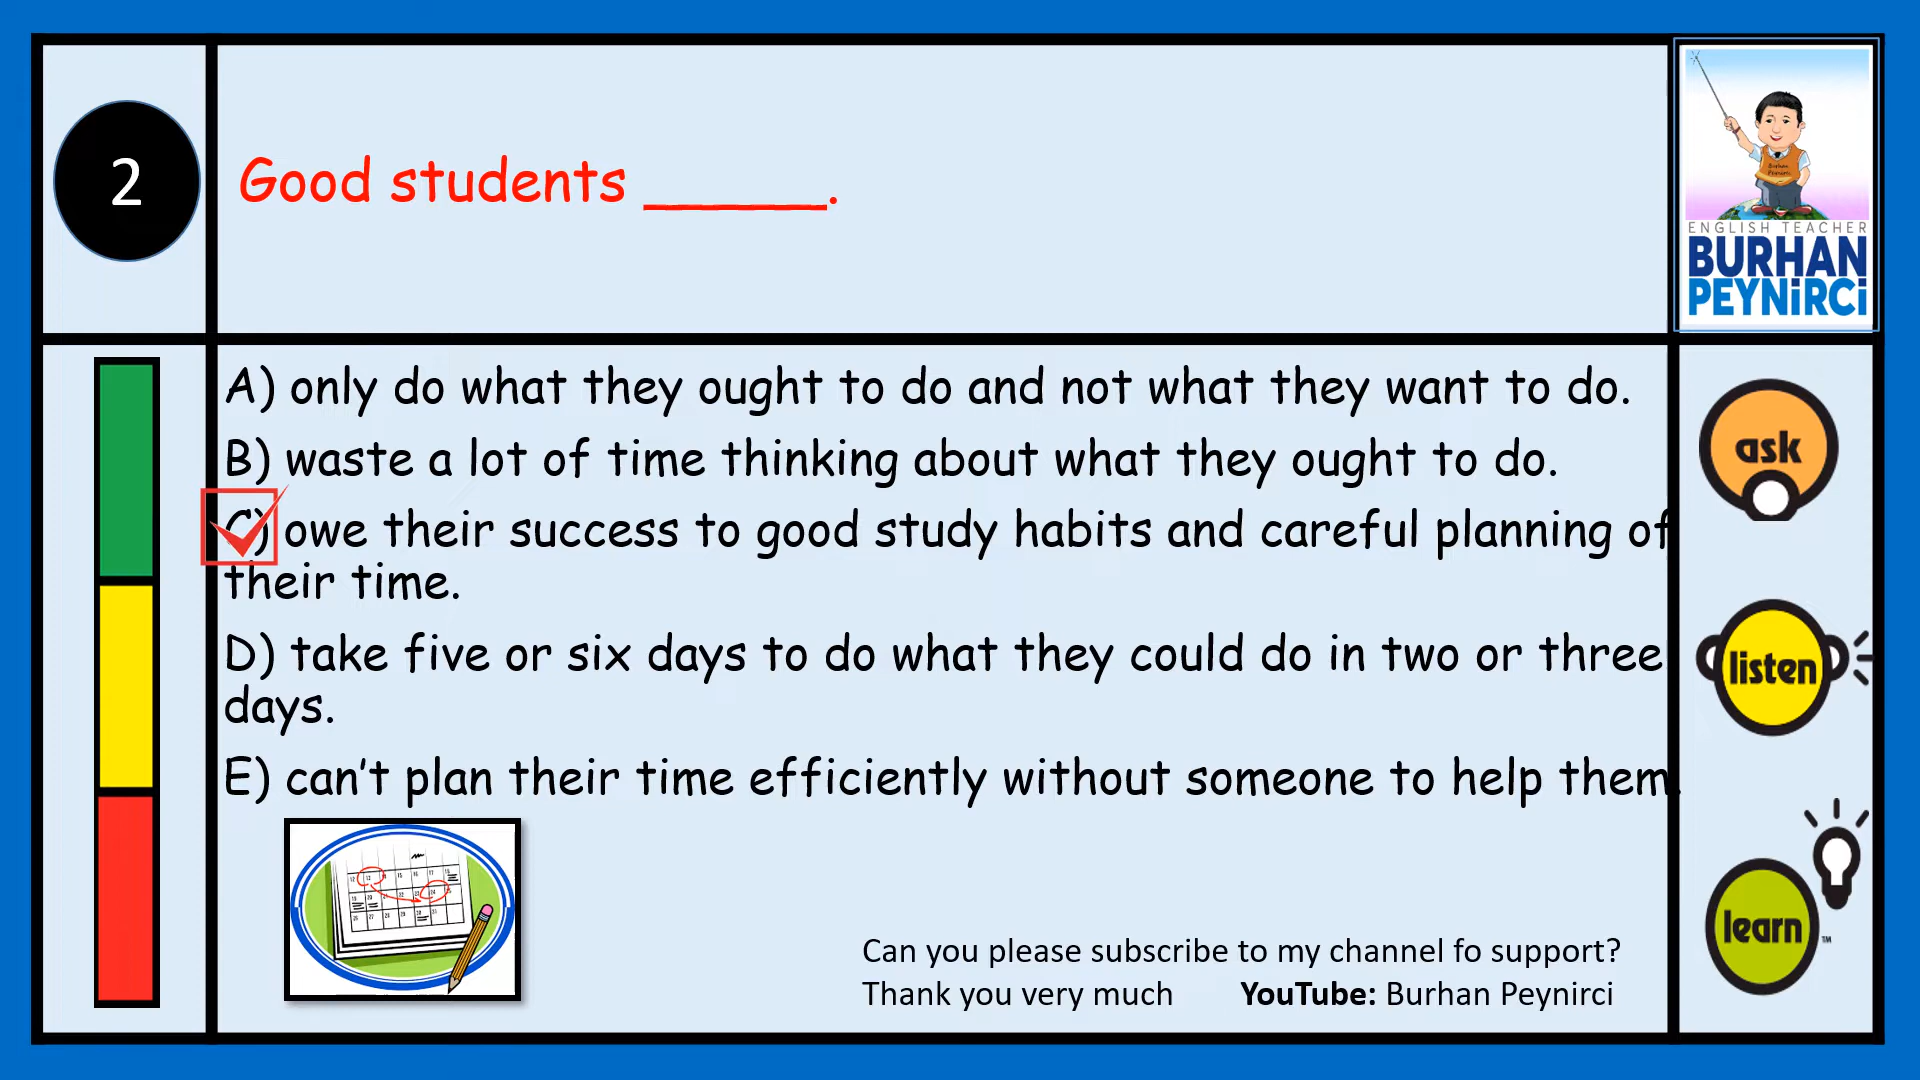 2
Good students ______.
ENGLISH TEACHER
BURHAN
PEYNiRCi
A) only do what they ought to do and not what they want to do.
B) waste a lot of time thinking about what they ought to do.
C) owe their success to good study habits and careful planning of
their time.
D) take five or six days to do what they could do in two or three
days.
E) can't plan their time efficiently without someone to help them.
ask
listen
learn
Can you please subscribe to my channel fo support?
Thank you very much YouTube: Burhan Peynirci